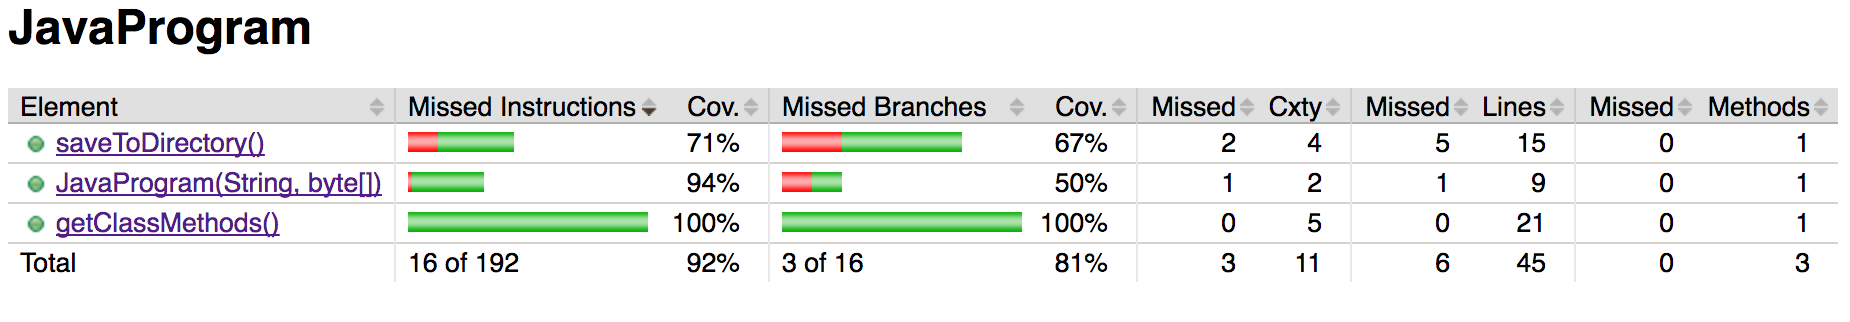 JavaProgram
Element Missed Instructions Cov. Missed Branches Cov. Missed Cxty Missed Lines Missed Methods
saveToDirectory() 71% 67% 2 4 5 15 0 1
JavaProgram(String, byte[]) 94% 50% 1 2 1 9 0 1
getClassMethods() 100% 100% 0 5 0 21 0 1
Total 16 of 192 92% 3 of 16 81% 3 11 6 45 0 3